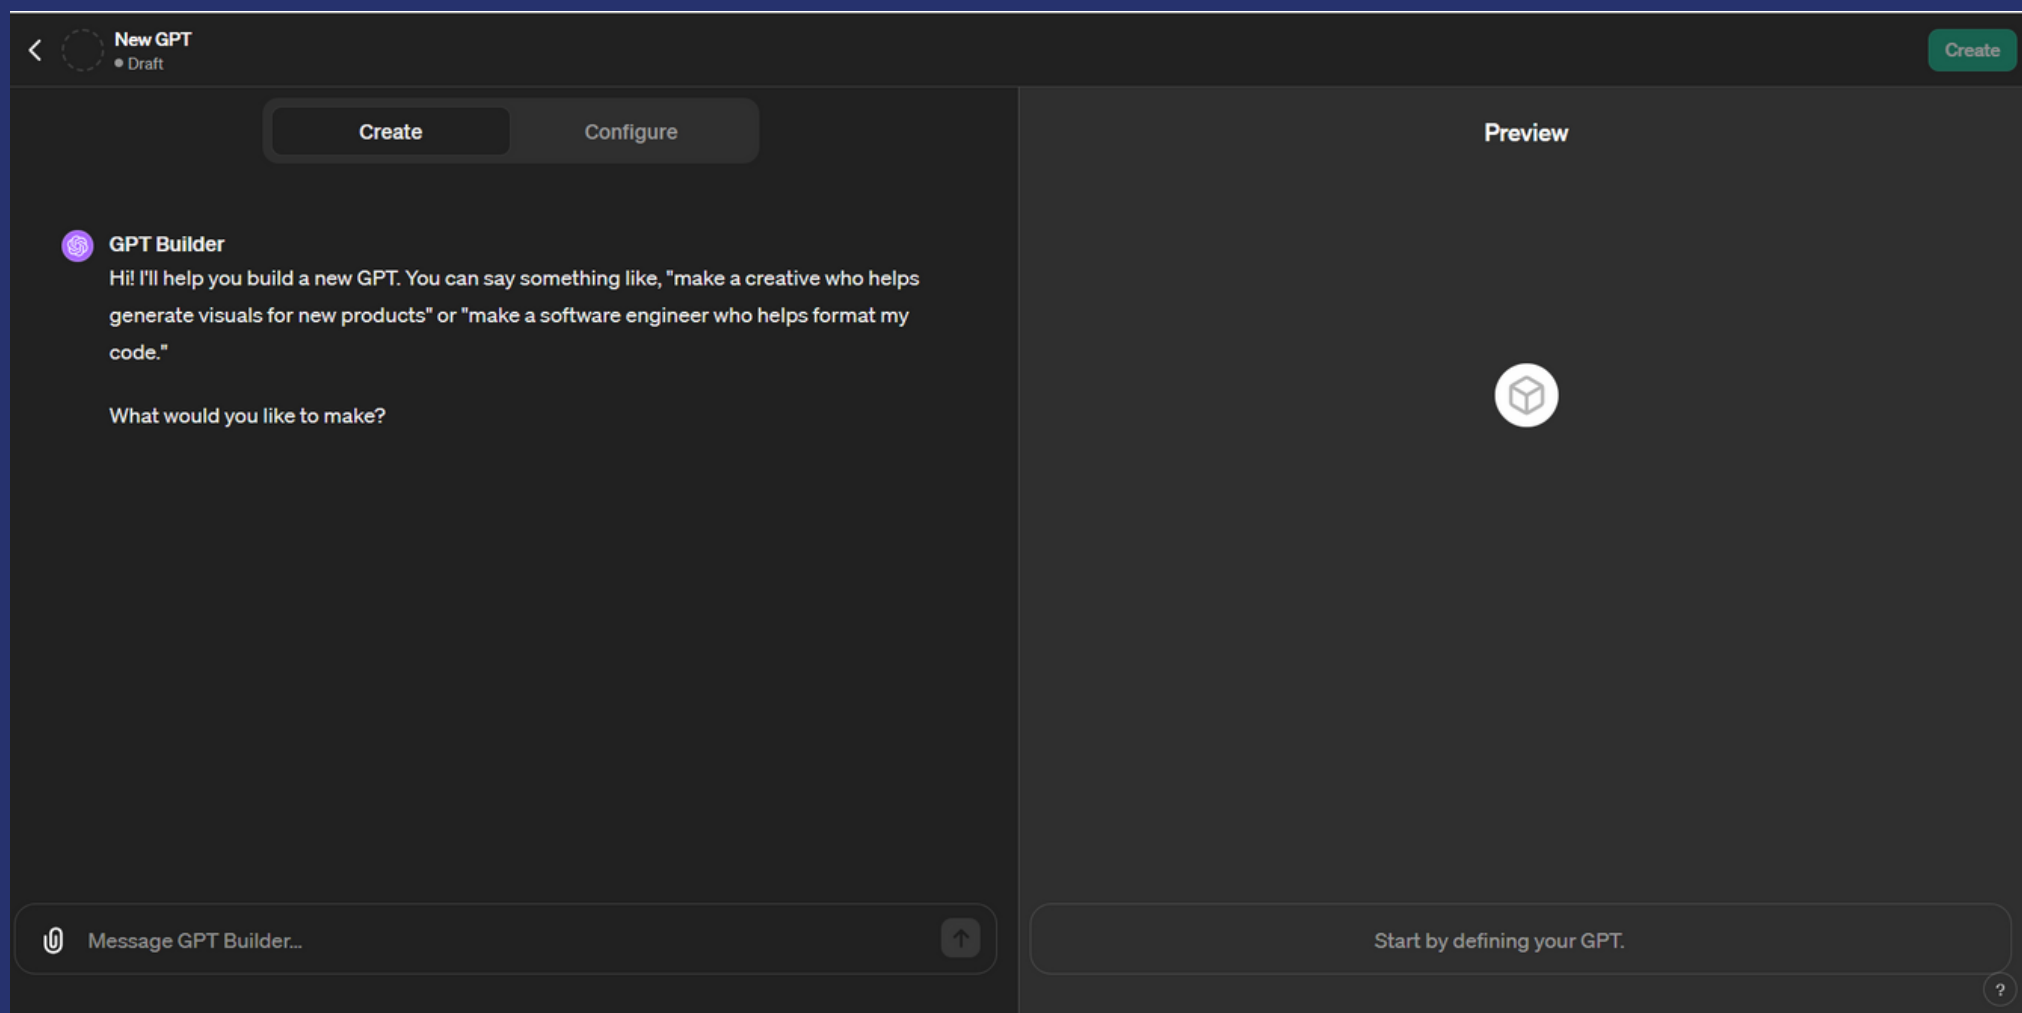 New GPT
Draft
Create
Create
Configure
GPT Builder
Hi! I'll help you build a new GPT. You can say something like, "make a creative who helps
generate visuals for new products" or "make a software engineer who helps format my
code."
What would you like to make?
Message GPT Builder...
Preview
Start by defining your GPT.
?